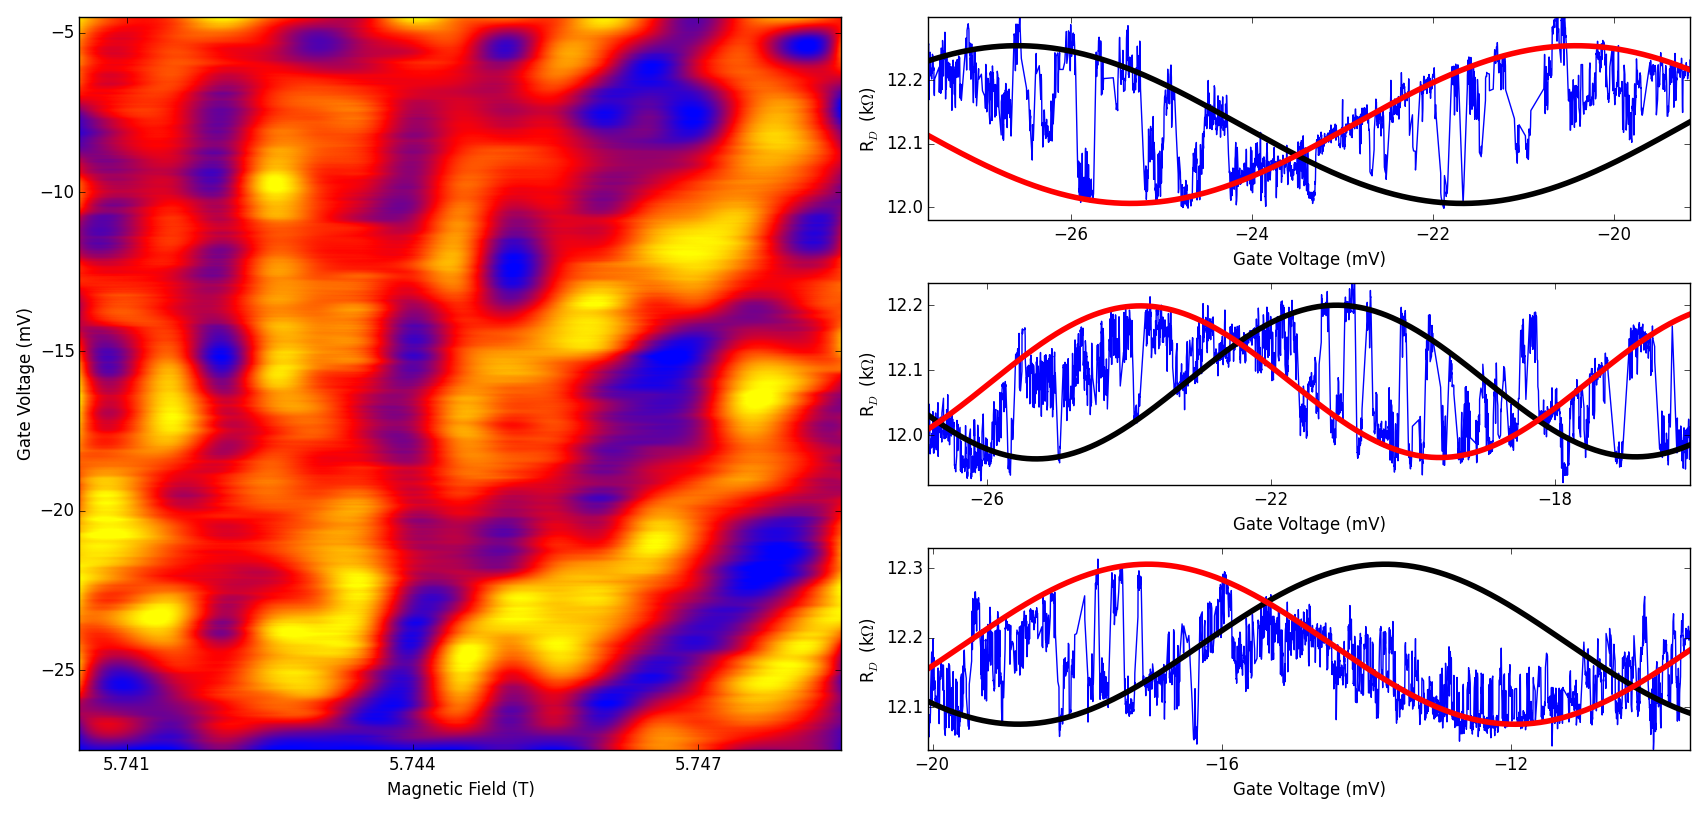 −5
−10
−15
−20
−25
Gate Voltage (mV)
5.741 5.744 5.747
Magnetic Field (T)
12.2
12.1
12.0
R_D (kΩ)
−26 −24 −22 −20
Gate Voltage (mV)
12.2
12.1
12.0
R_D (kΩ)
−26 −22 −18
Gate Voltage (mV)
12.3
12.2
12.1
R_D (kΩ)
−20 −16 −12
Gate Voltage (mV)